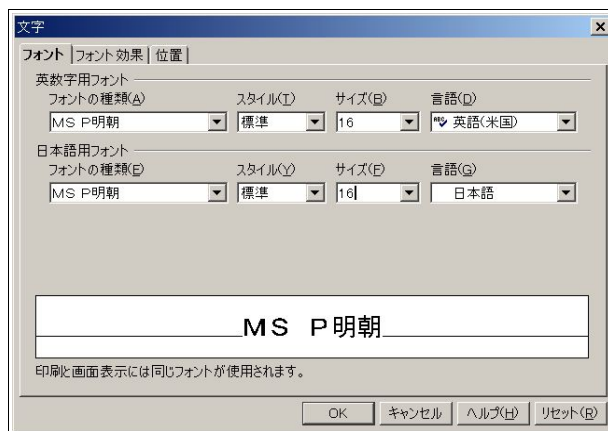 文字
フォント フォント効果 位置
英数字用フォント
フォントの種類(A) スタイル(T) サイズ(B) 言語(D)
MS P明朝 標準 16 英語(米国)
日本語用フォント
フォントの種類(E) スタイル(Y) サイズ(F) 言語(G)
MS P明朝 標準 16 日本語
MS P明朝
印刷と画面表示には同じフォントが使用されます。
OK キャンセル ヘルプ(H) リセット(R)